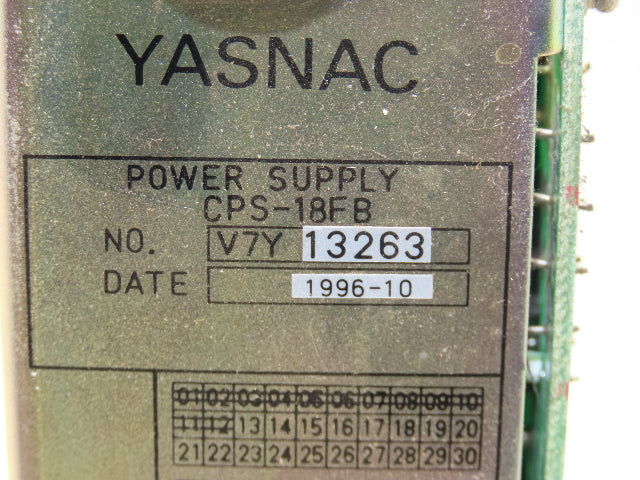 YASNAC
POWER SUPPLY
CPS-18FB
NO. V7Y 13263
DATE 1996-10
01 02 03 04 05 06 07 08 09 10
11 12 13 14 15 16 17 18 19 20
21 22 23 24 25 26 27 28 29 30